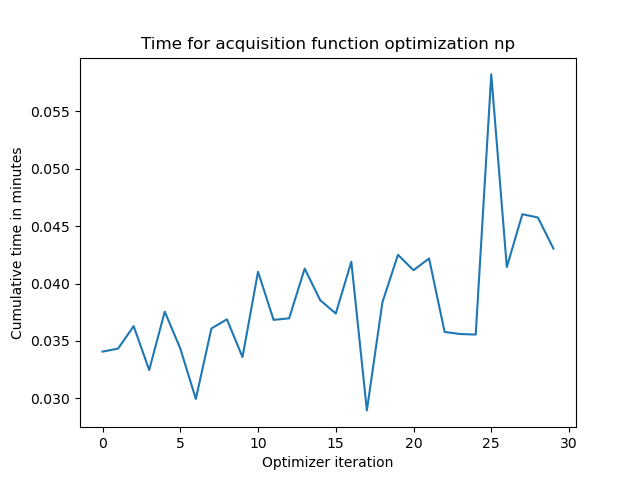 Time for acquisition function optimization np
Cumulative time in minutes
0.055
0.050
0.045
0.040
0.035
0.030
0 5 10 15 20 25 30
Optimizer iteration